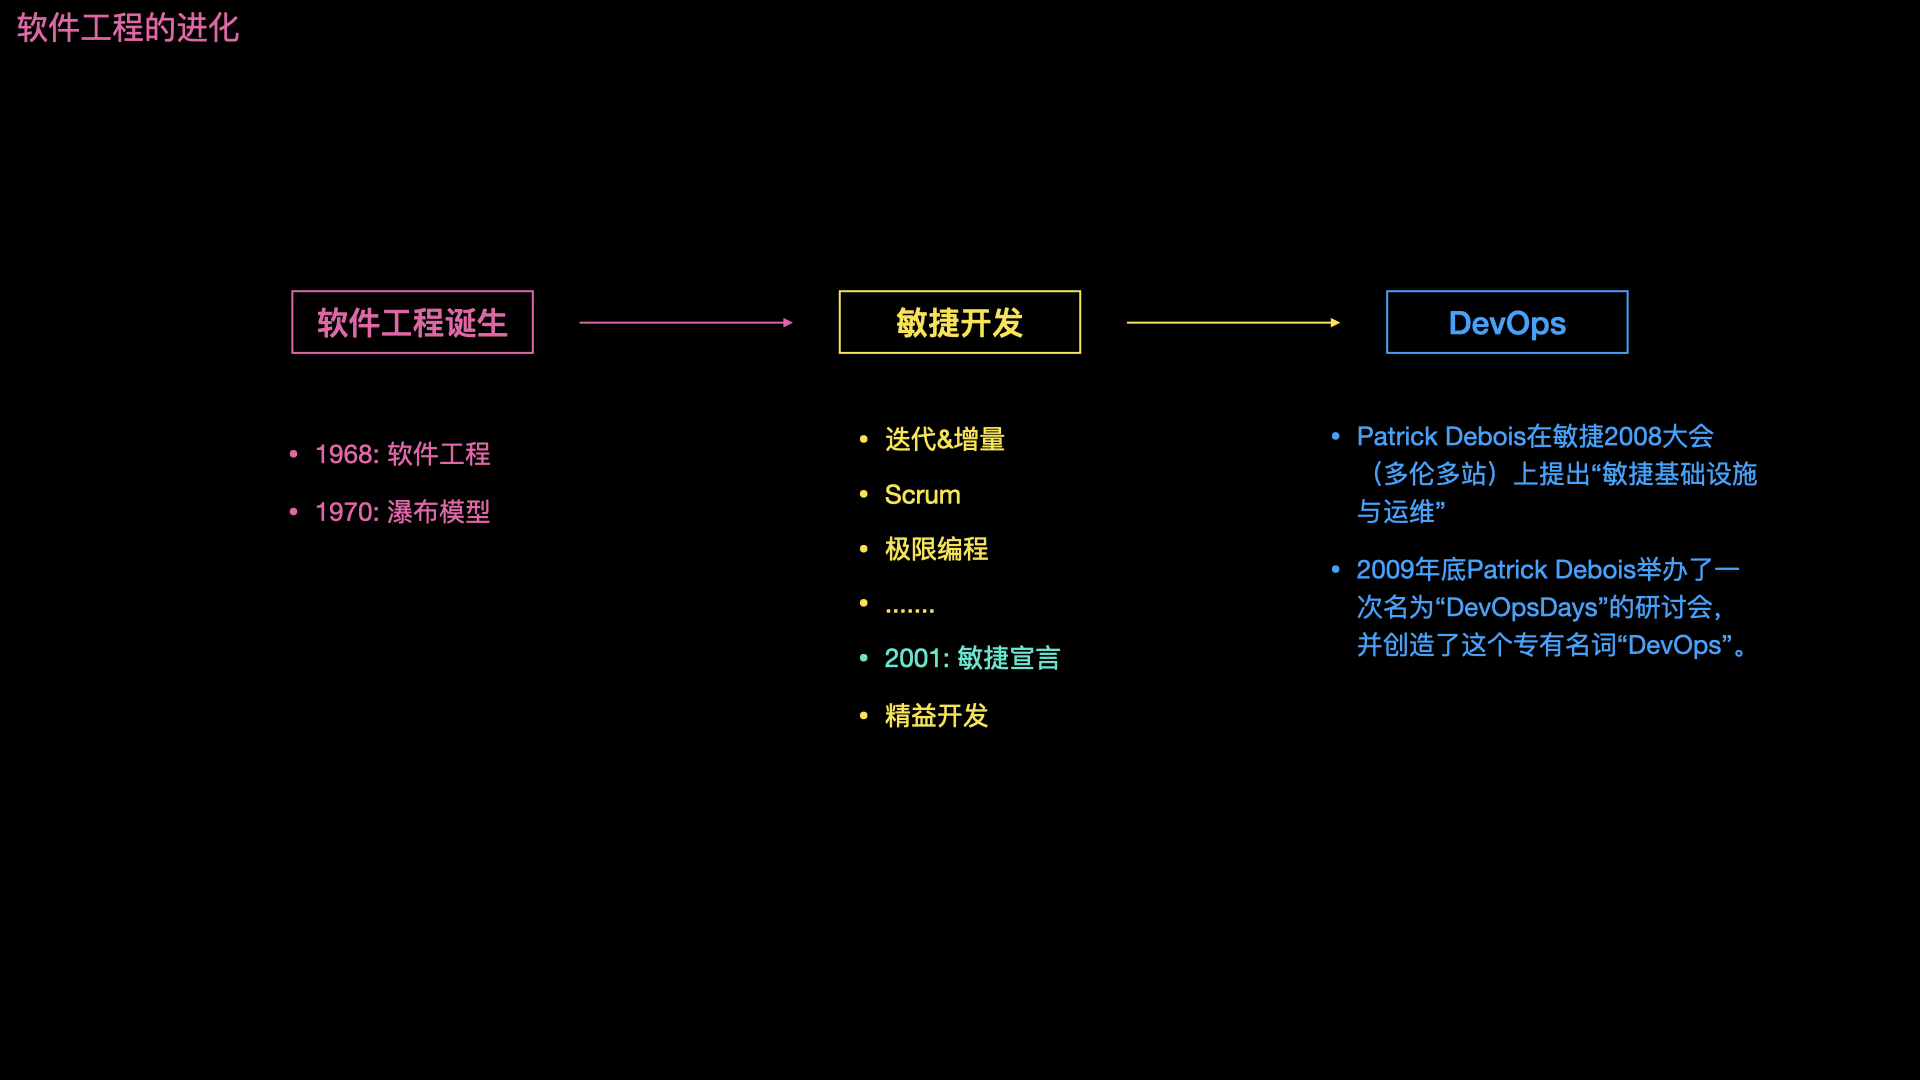 软件工程的进化
软件工程诞生
敏捷开发
DevOps
• 1968: 软件工程
• 1970: 瀑布模型
• 迭代&增量
• Scrum
• 极限编程
• .......
• 2001: 敏捷宣言
• 精益开发
• Patrick Debois在敏捷2008大会
（多伦多站）上提出“敏捷基础设施
与运维”
• 2009年底Patrick Debois举办了一
次名为“DevOpsDays”的研讨会，
并创造了这个专有名词“DevOps”。